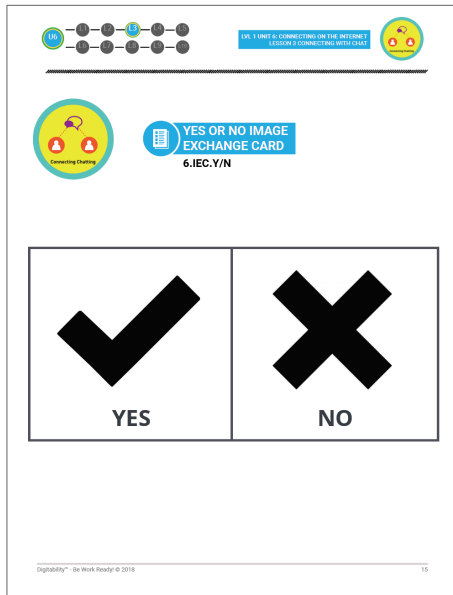 U6
L1 L2 L3 L4 L5
L6 L7 L8 L9 L10
LVL 1 UNIT 6: CONNECTING ON THE INTERNET
LESSON 3 CONNECTING WITH CHAT
Connecting Chatting
Connecting Chatting
YES OR NO IMAGE
EXCHANGE CARD
6.IEC.Y/N
YES
NO
Digitability™ - Be Work Ready! © 2018
15